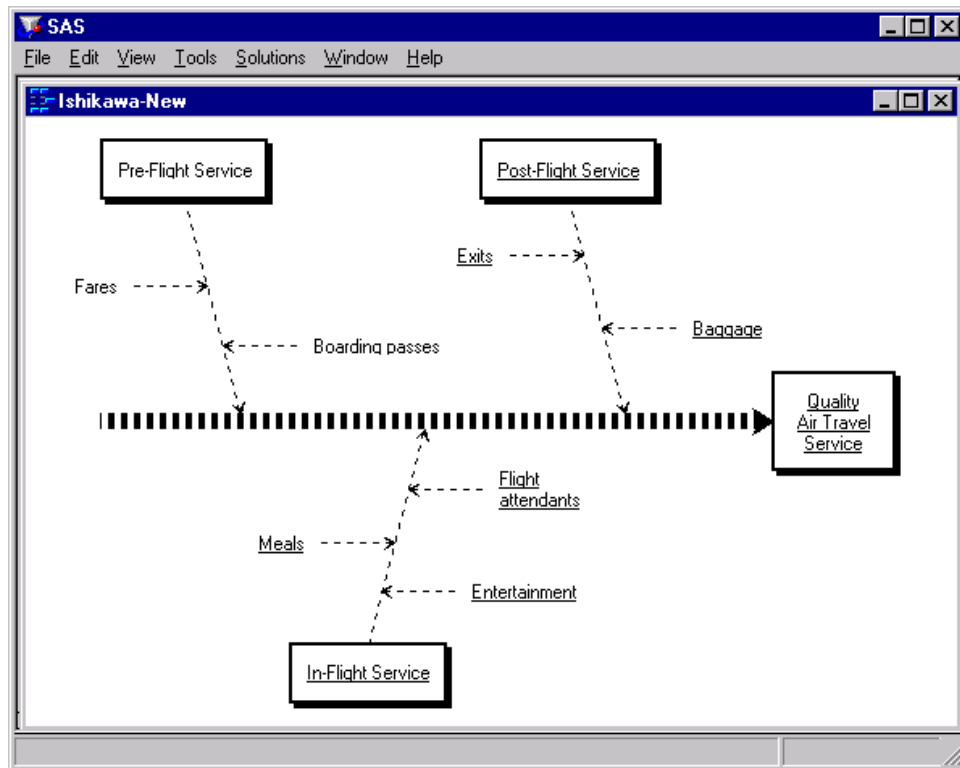 SAS
File Edit View Tools Solutions Window Help
Ishikawa-New
Pre-Flight Service
Post-Flight Service
Exits
Fares
Baggage
Boarding passes
Quality
Air Travel
Service
Flight
attendants
Meals
Entertainment
In-Flight Service